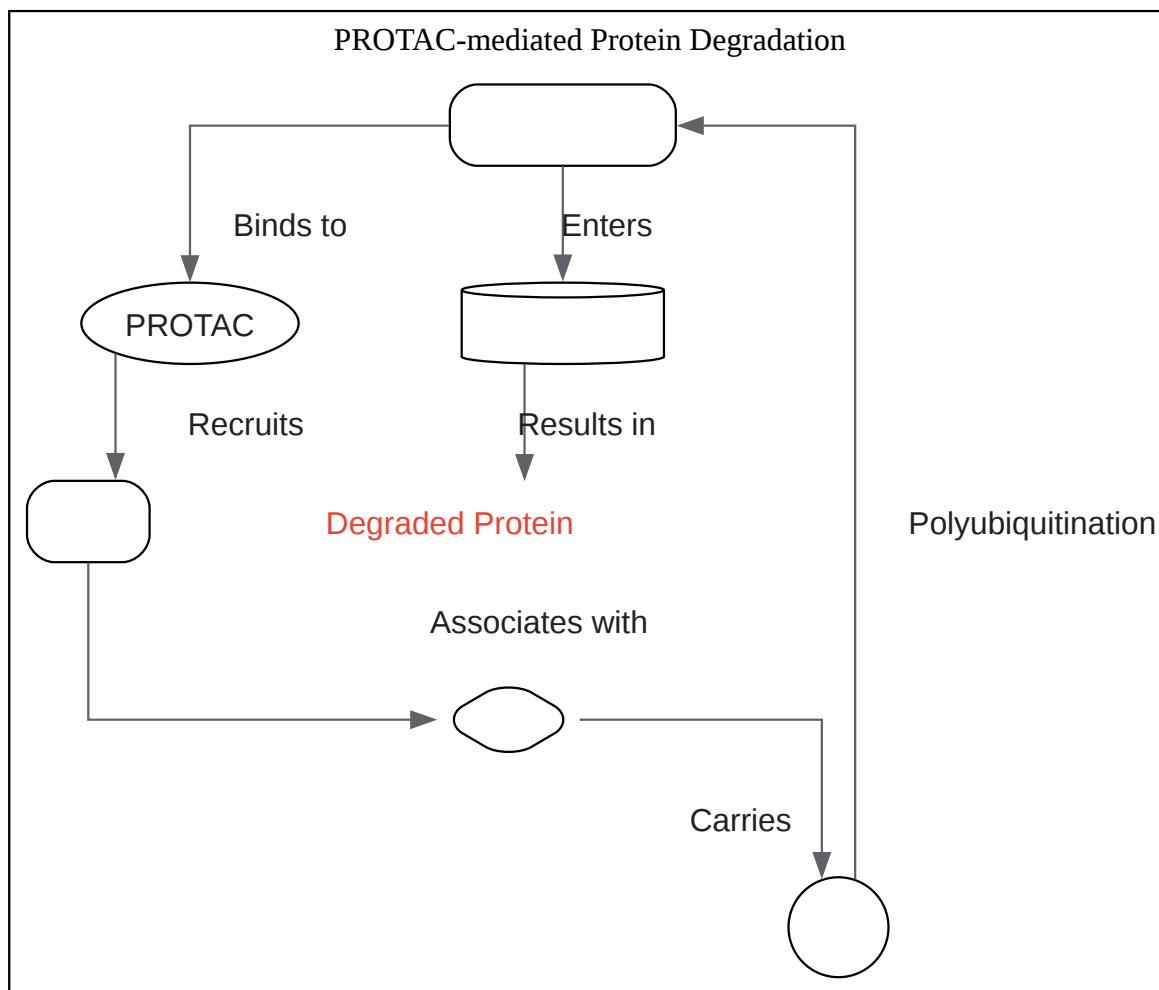 PROTAC-mediated Protein Degradation
Binds to
Enters
PROTAC
Recruits
Results in
Degraded Protein
Polyubiquitination
Associates with
Carries